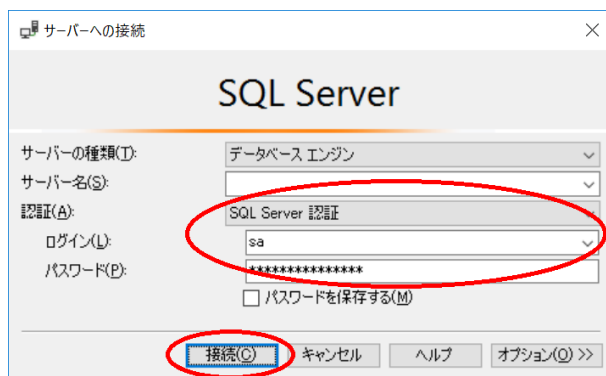 サーバーへの接続
SQL Server
サーバーの種類(T): データベース エンジン
サーバー名(S):
認証(A): SQL Server 認証
ログイン(L): sa
パスワード(P): ***************
パスワードを保存する(M)
接続(C) キャンセル ヘルプ オプション(O) >>